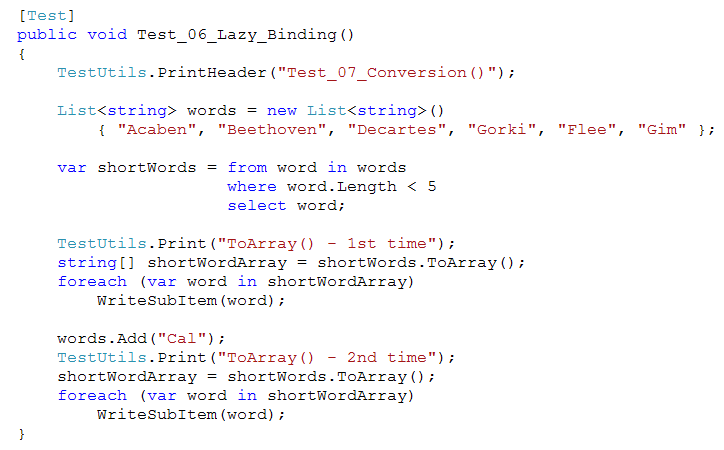 [Test]
public void Test_06_Lazy_Binding()
{
    TestUtils.PrintHeader("Test_07_Conversion()");

    List<string> words = new List<string>()
        { "Acaben", "Beethoven", "Decartes", "Gorki", "Flee", "Gim" };

    var shortWords = from word in words
                     where word.Length < 5
                     select word;

    TestUtils.Print("ToArray() - 1st time");
    string[] shortWordArray = shortWords.ToArray();
    foreach (var word in shortWordArray)
        WriteSubItem(word);

    words.Add("Cal");
    TestUtils.Print("ToArray() - 2nd time");
    shortWordArray = shortWords.ToArray();
    foreach (var word in shortWordArray)
        WriteSubItem(word);
}